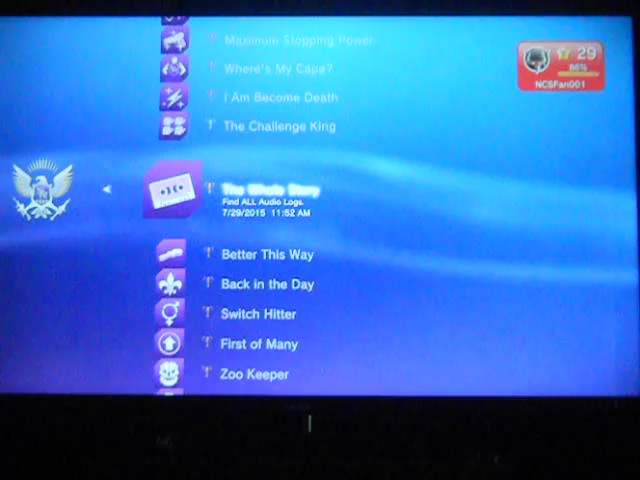 Maximum Stopping Power
Where's My Cape?
I Am Become Death
The Challenge King
29
86%
NCSFan001
The Whole Story
Find ALL Audio Logs.
7/29/2015 11:52 AM
Better This Way
Back in the Day
Switch Hitter
First of Many
Zoo Keeper